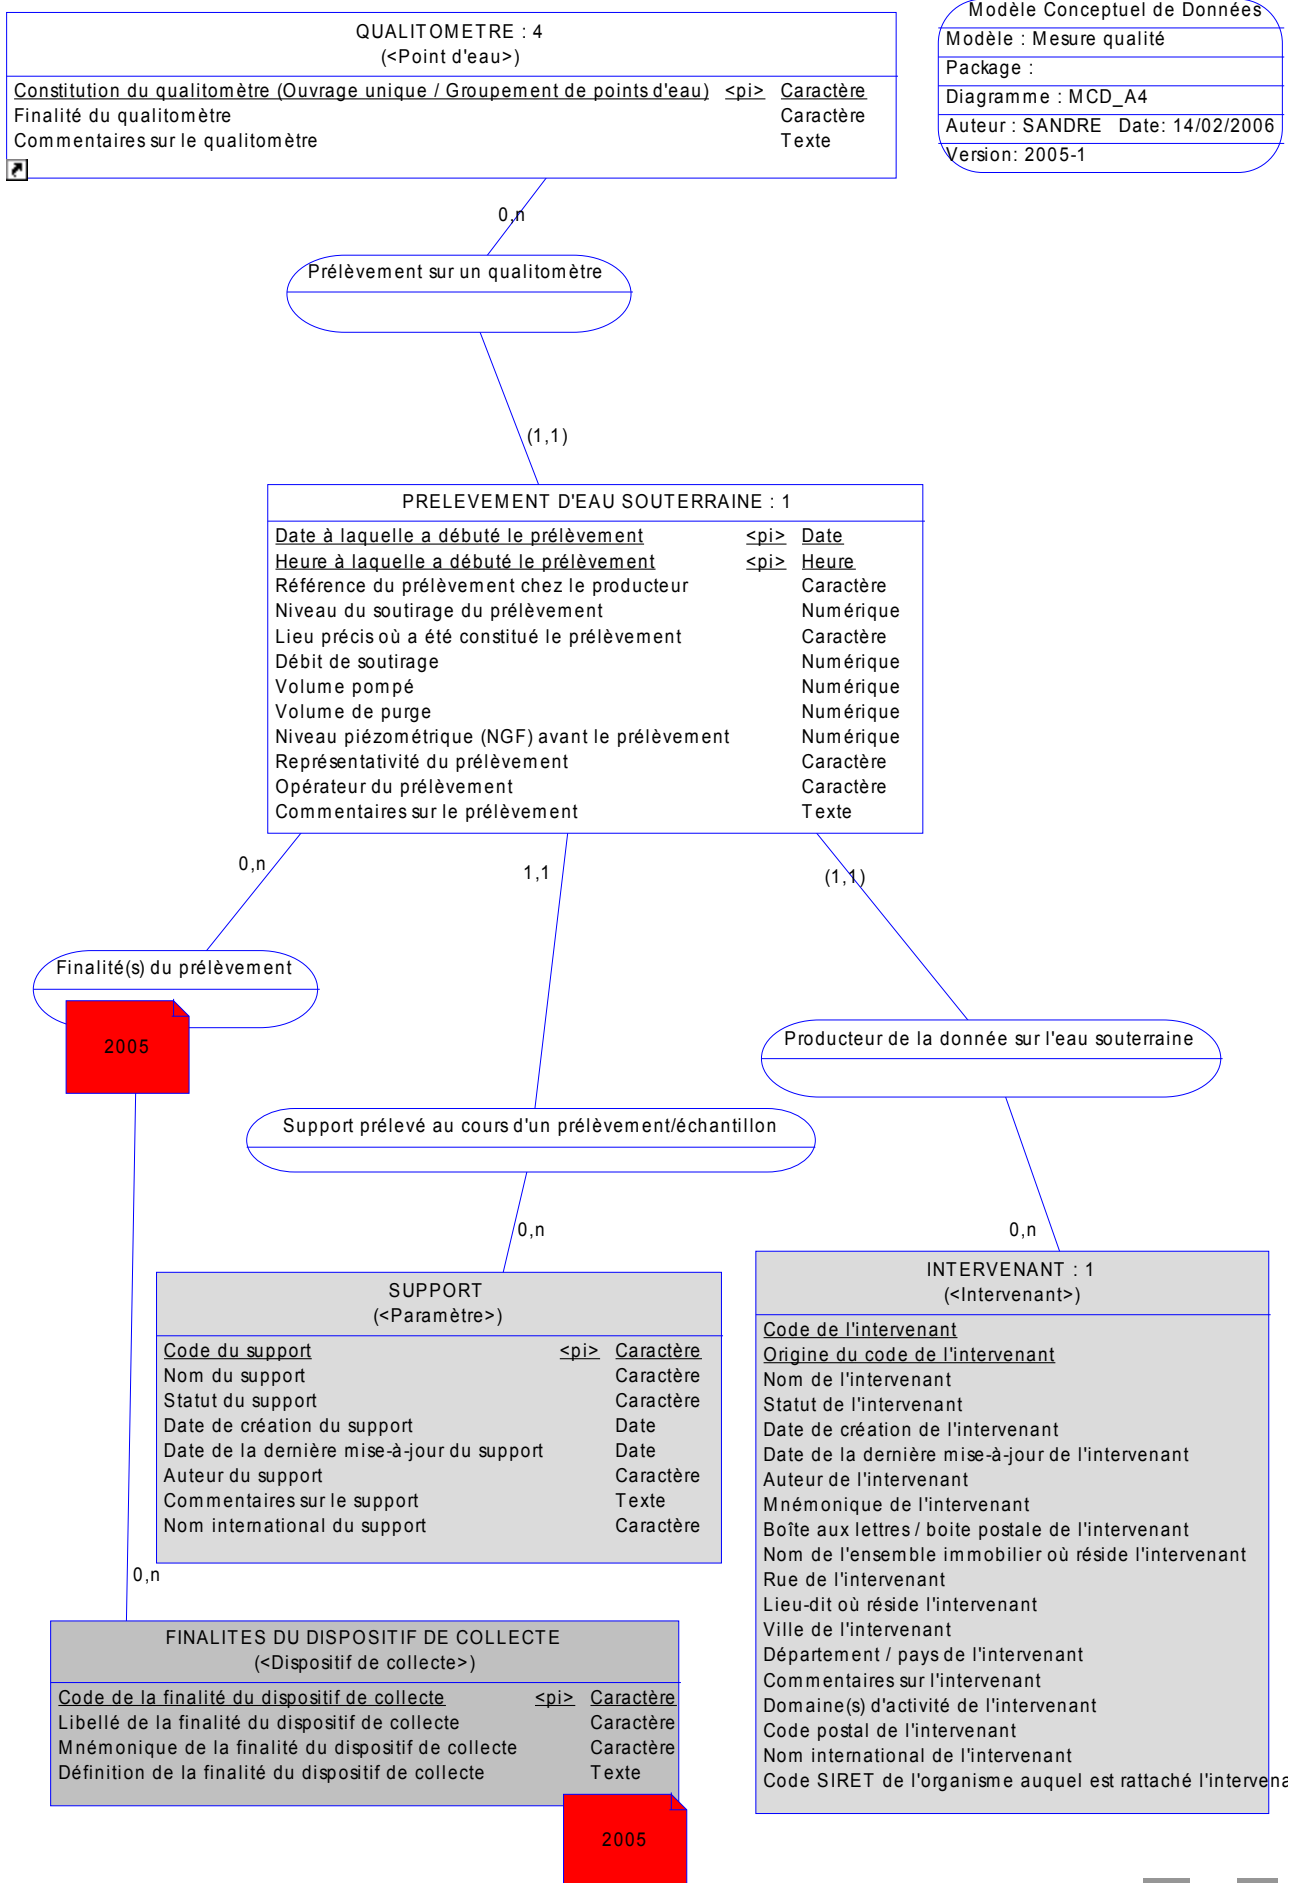 QUALITOMETRE : 4
(<Point d'eau>)
Constitution du qualitomètre (Ouvrage unique / Groupement de points d'eau) <pi> Caractère
Finalité du qualitomètre Caractère
Commentaires sur le qualitomètre Texte
Modèle Conceptuel de Données
Modèle : Mesure qualité
Package :
Diagramme : MCD_A4
Auteur : SANDRE Date: 14/02/2006
Version: 2005-1
0,n
Prélèvement sur un qualitomètre
(1,1)
PRELEVEMENT D'EAU SOUTERRAINE : 1
Date à laquelle a débuté le prélèvement <pi> Date
Heure à laquelle a débuté le prélèvement <pi> Heure
Référence du prélèvement chez le producteur Caractère
Niveau du soutirage du prélèvement Numérique
Lieu précis où a été constitué le prélèvement Caractère
Débit de soutirage Numérique
Volume pompé Numérique
Volume de purge Numérique
Niveau piézométrique (NGF) avant le prélèvement Numérique
Représentativité du prélèvement Caractère
Opérateur du prélèvement Caractère
Commentaires sur le prélèvement Texte
0,n
1,1
(1,1)
Finalité(s) du prélèvement
2005
Producteur de la donnée sur l'eau souterraine
Support prélevé au cours d'un prélèvement/échantillon
0,n
0,n
SUPPORT
(<Paramètre>)
Code du support <pi> Caractère
Nom du support Caractère
Statut du support Caractère
Date de création du support Date
Date de la dernière mise-à-jour du support Date
Auteur du support Caractère
Commentaires sur le support Texte
Nom international du support Caractère
INTERVENANT : 1
(<Intervenant>)
Code de l'intervenant
Origine du code de l'intervenant
Nom de l'intervenant
Statut de l'intervenant
Date de création de l'intervenant
Date de la dernière mise-à-jour de l'intervenant
Auteur de l'intervenant
Mnémonique de l'intervenant
Boîte aux lettres / boite postale de l'intervenant
Nom de l'ensemble immobilier où réside l'intervenant
Rue de l'intervenant
Lieu-dit où réside l'intervenant
Ville de l'intervenant
Département / pays de l'intervenant
Commentaires sur l'intervenant
Domaine(s) d'activité de l'intervenant
Code postal de l'intervenant
Nom international de l'intervenant
Code SIRET de l'organisme auquel est rattaché l'intervena
0,n
FINALITES DU DISPOSITIF DE COLLECTE
(<Dispositif de collecte>)
Code de la finalité du dispositif de collecte <pi> Caractère
Libellé de la finalité du dispositif de collecte Caractère
Mnémonique de la finalité du dispositif de collecte Caractère
Définition de la finalité du dispositif de collecte Texte
2005